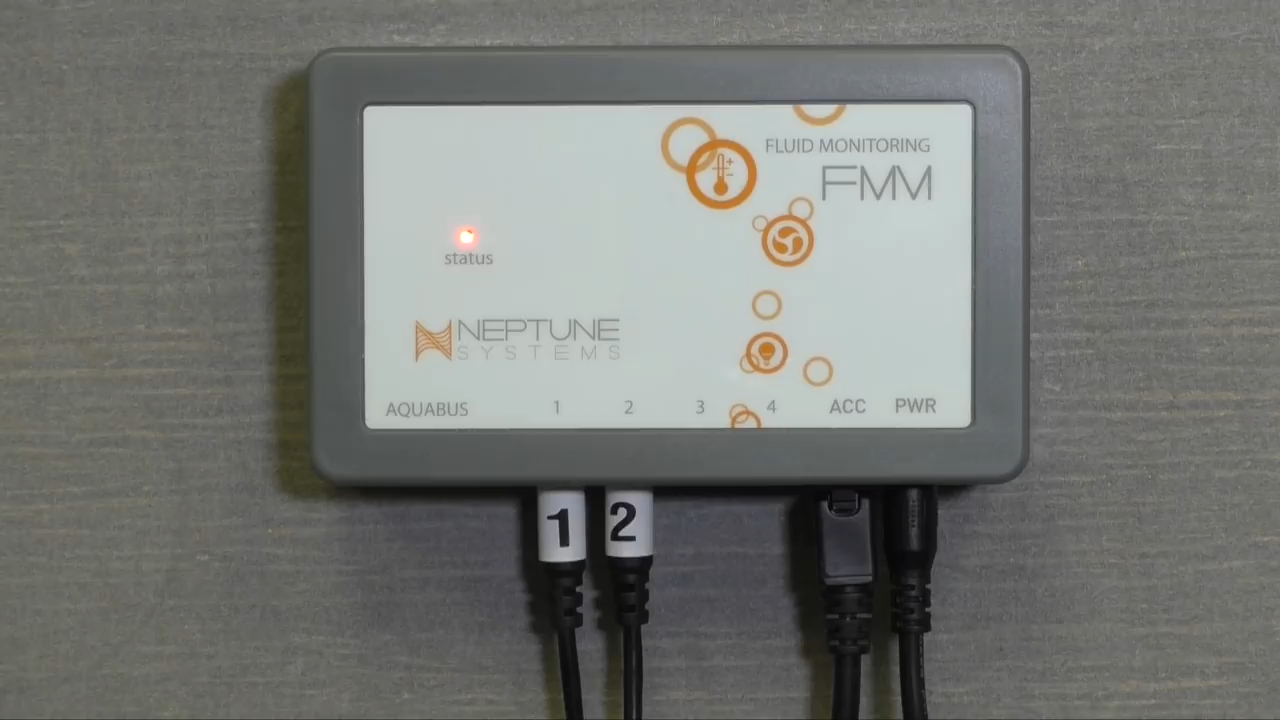 FLUID MONITORING
FMM
status
NEPTUNE
SYSTEMS
AQUABUS 1 2 3 4 ACC PWR
1 2